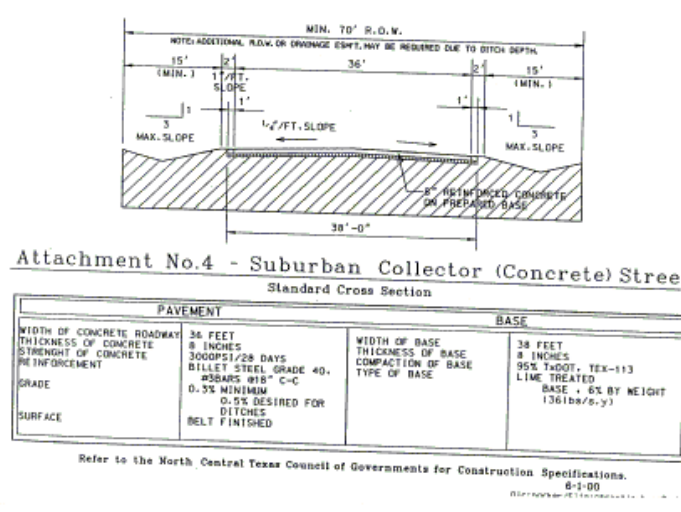 MIN. 70' R.O.W.
NOTE: ADDITIONAL R.O.W. OR DRAINAGE ESM'T. MAY BE REQUIRED DUE TO DITCH DEPTH.
15' 2' 36' 2' 15'
(MIN.) 1"/FT. (MIN.)
SLOPE
1' 1'
1 1
3 1/4"/FT. SLOPE 3
MAX. SLOPE MAX. SLOPE
8" REINFORCED CONCRETE
ON PREPARED BASE
38'-0"
Attachment No.4 - Suburban Collector (Concrete) Stree
Standard Cross Section
PAVEMENT BASE
WIDTH OF CONCRETE ROADWAY 36 FEET WIDTH OF BASE 38 FEET
THICKNESS OF CONCRETE 8 INCHES THICKNESS OF BASE 8 INCHES
STRENGHT OF CONCRETE 3000PSI/28 DAYS COMPACTION OF BASE 95% TxDOT, TEX-113
REINFORCEMENT BILLET STEEL GRADE 40, TYPE OF BASE LIME TREATED
#3BARS @18" C-C BASE , 6% BY WEIGHT
GRADE 0.3% MINIMUM (36lbs/s.y)
0.5% DESIRED FOR
DITCHES
SURFACE BELT FINISHED
Refer to the North Central Texas Council of Governments for Construction Specifications.
6-1-00